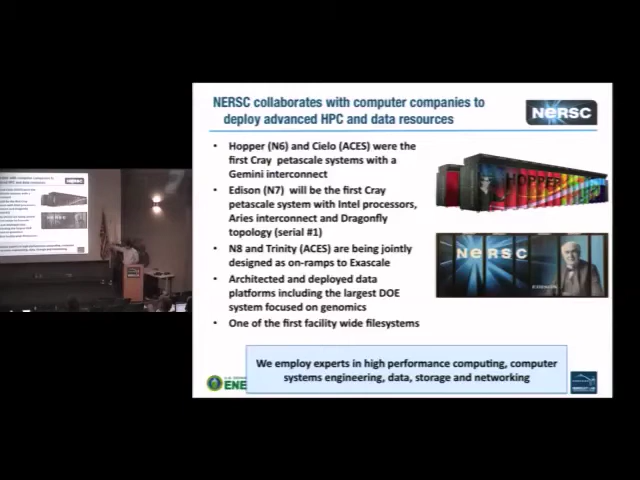 NERSC collaborates with computer companies to
deploy advanced HPC and data resources
NERSC
• Hopper (N6) and Cielo (ACES) were the
first Cray petascale systems with a
Gemini interconnect
• Edison (N7) will be the first Cray
petascale system with Intel processors,
Aries interconnect and Dragonfly
topology (serial #1)
• N8 and Trinity (ACES) are being jointly
designed as on-ramps to Exascale
• Architected and deployed data
platforms including the largest DOE
system focused on genomics
• One of the first facility wide filesystems
HOPPER
NERSC
EDISON
We employ experts in high performance computing, computer
systems engineering, data, storage and networking
ENE